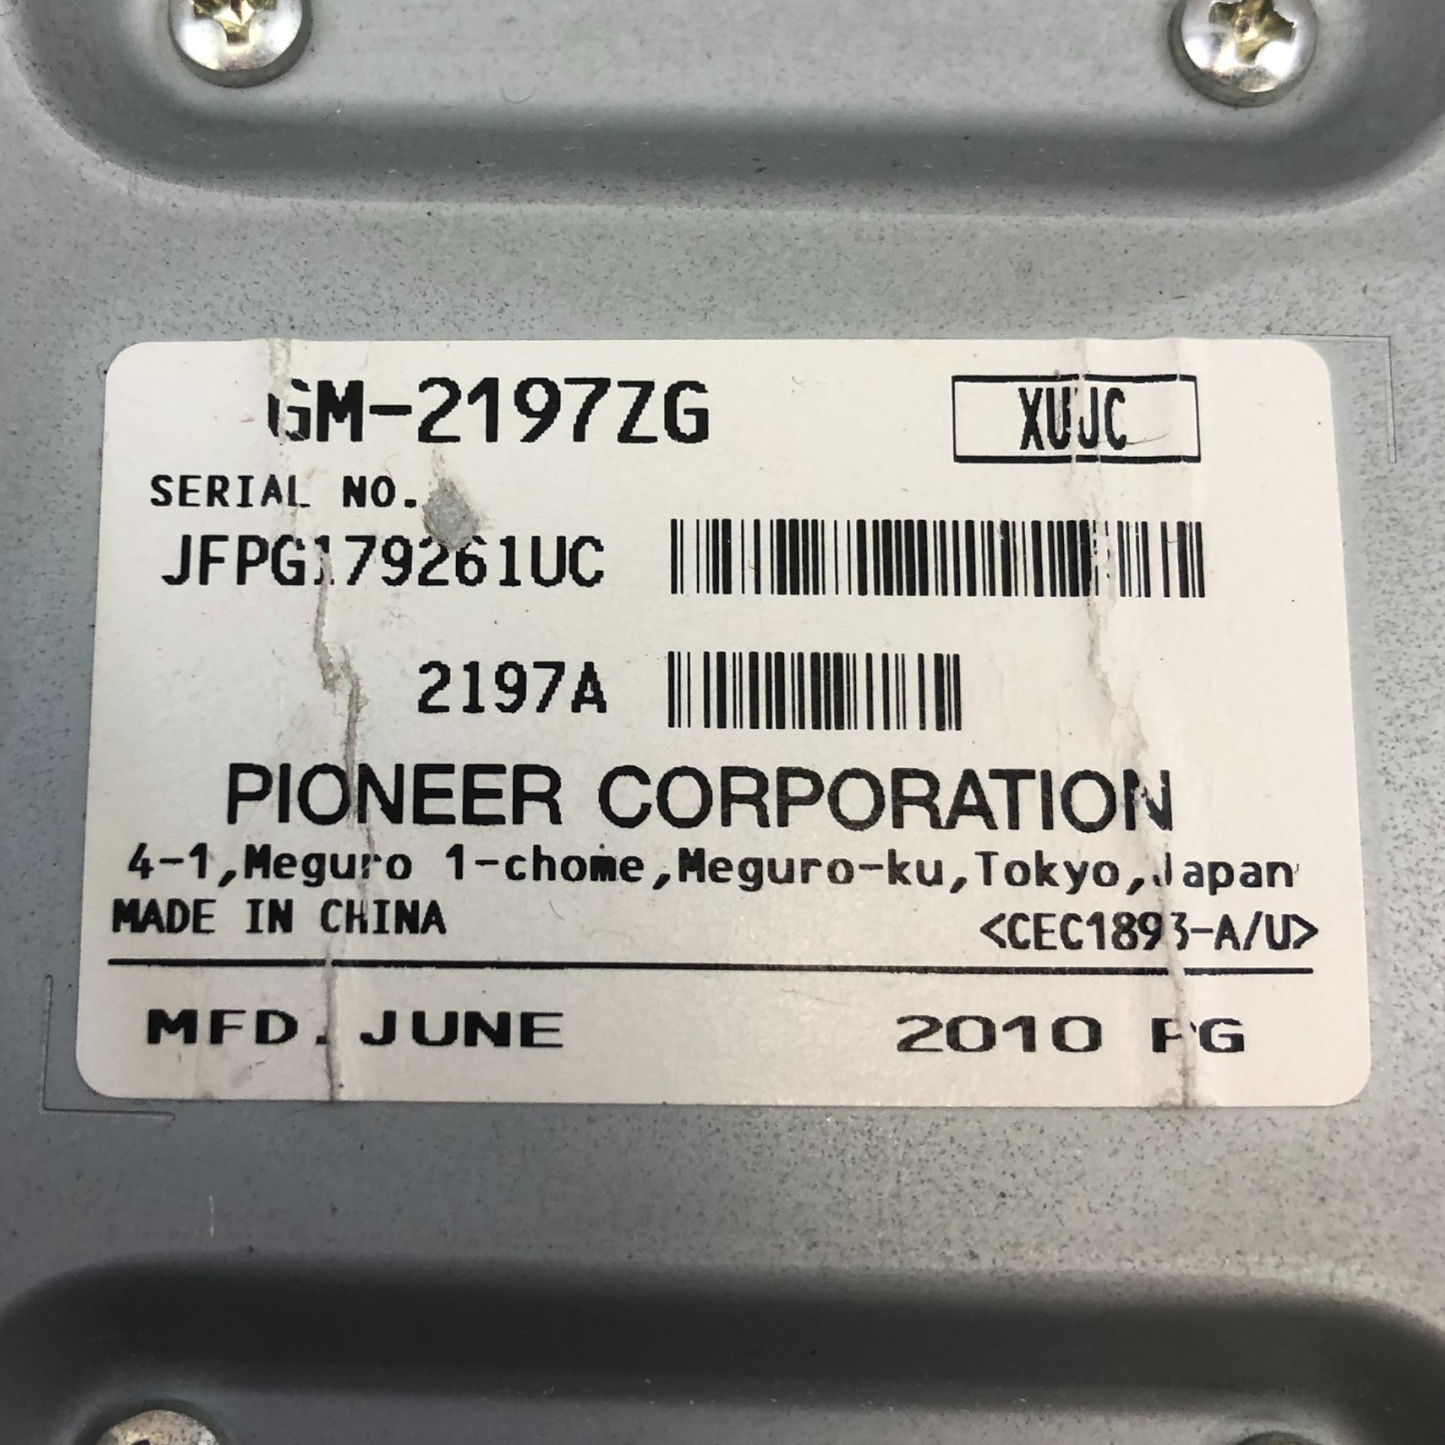 GM-2197ZG
XUJC
SERIAL NO.
JFPG179261UC
2197A
PIONEER CORPORATION
4-1,Meguro 1-chome,Meguro-ku,Tokyo,Japan
MADE IN CHINA
<CEC1893-A/U>
MFD. JUNE 2010 PG